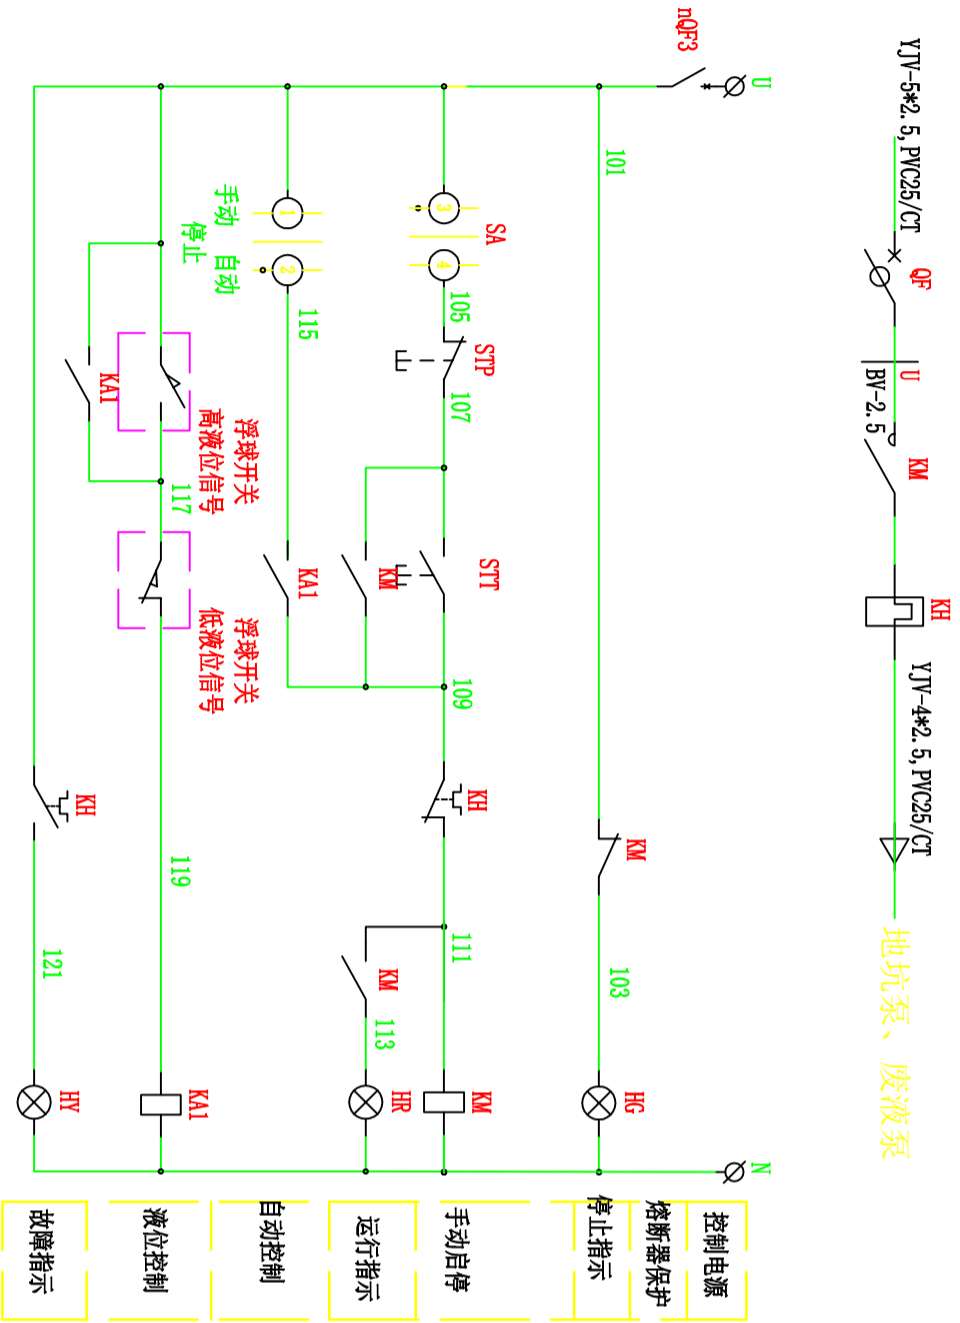 YJV-5*2.5,PVC25/CT
QF
U
BV-2.5
KM
KH
YJV-4*2.5,PVC25/CT
地坑泵、废液泵
nQF3
U
101
KM
103
HG
N
SA
3
4
105
STP
107
STT
KM
109
KH
111
KM
KM
113
HR
1
2
手动
停止
自动
115
KA1
KA1
浮球开关
高液位信号
117
浮球开关
低液位信号
119
KA1
KH
121
HY
控制电源
熔断器保护
停止指示
手动启停
运行指示
自动控制
液位控制
故障指示